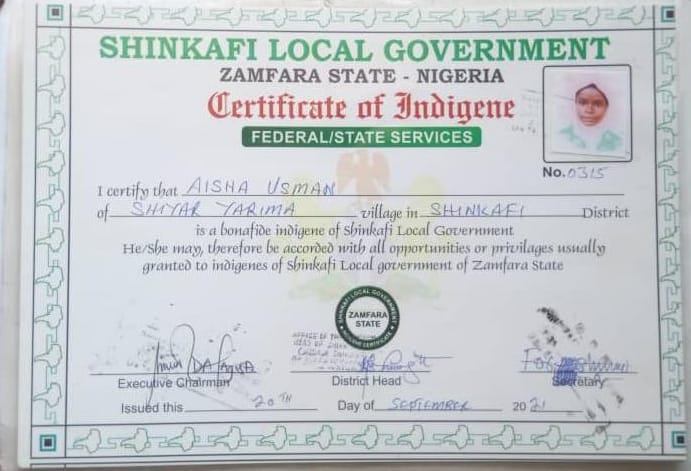 SHINKAFI LOCAL GOVERNMENT
ZAMFARA STATE - NIGERIA
Certificate of Indigene
FEDERAL/STATE SERVICES
No. 0315
I certify that AISHA USMAN
of SHIYAR YARIMA village in SHINKAFI District
is a bonafide indigene of Shinkafi Local Government
He/She may, therefore be accorded with all opportunities or privilages usually
granted to indigenes of Shinkafi Local government of Zamfara State
SHINKAFI LOCAL GOVERNMENT
ZAMFARA
STATE
INDIGENE CERTIFICATE
Executive Chairman District Head Secretary
Issued this 20TH Day of SEPTEMBER 2021